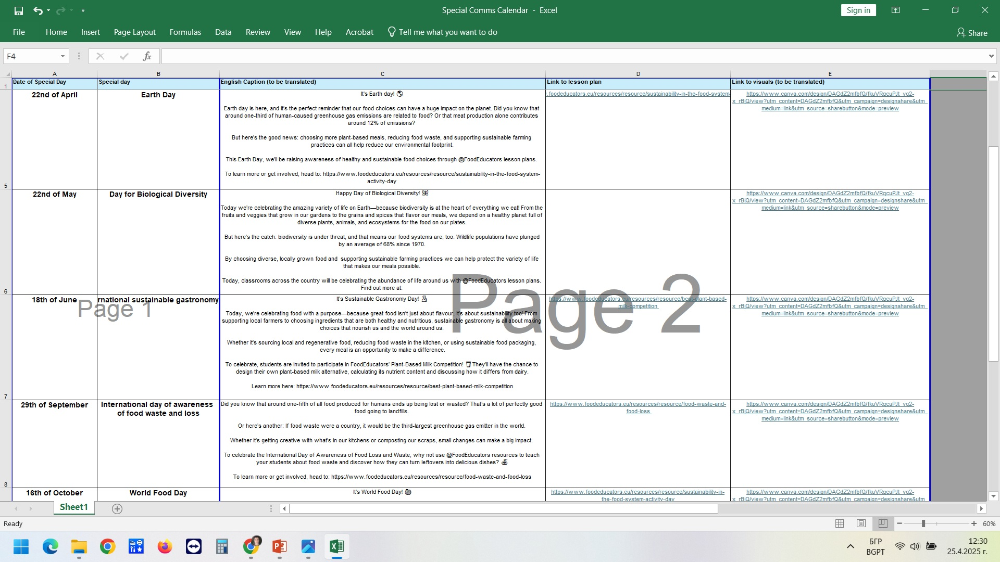 Special Comms Calendar - Excel
Sign in
File Home Insert Page Layout Formulas Data Review View Help Acrobat Tell me what you want to do
Share
F4
fx
A B C D E
1 Date of Special Day Special day English Caption (to be translated) Link to lesson plan Link to visuals (to be translated)
22nd of April
Earth Day
It's Earth day! 🌎
Earth day is here, and it's the perfect reminder that our food choices can have a huge impact on the planet. Did you know that
around one-third of human-caused greenhouse gas emissions are related to food? Or that meat production alone contributes
around 12% of emissions?
But here's the good news: choosing more plant-based meals, reducing food waste, and supporting sustainable farming
practices can all help reduce our environmental footprint.
This Earth Day, we'll be raising awareness of healthy and sustainable food choices through @FoodEducators lesson plans.
To learn more or get involved, head to: https://www.foodeducators.eu/resources/resource/sustainability-in-the-food-system-
activity-day
.foodeducators.eu/resources/resource/sustainability-in-the-food-system-
https://www.canva.com/design/DAGdZ2mfbfQ/fkuVRqcuPJt_vg2-
x_rBjQ/view?utm_content=DAGdZ2mfbfQ&utm_campaign=designshare&utm_
medium=link&utm_source=sharebutton&mode=preview
5
22nd of May
Day for Biological Diversity
Happy Day of Biological Diversity! 🦋
Today we're celebrating the amazing variety of life on Earth—because biodiversity is at the heart of everything we eat! From the
fruits and veggies that grow in our gardens to the grains and spices that flavor our meals, we depend on a healthy planet full of
diverse plants, animals, and ecosystems for the food on our plates.
But here's the catch: biodiversity is under threat, and that means our food systems are, too. Wildlife populations have plunged
by an average of 68% since 1970.
By choosing diverse, locally grown food and  supporting sustainable farming practices we can help protect the variety of life
that makes our meals possible.
Today, classrooms across the country will be celebrating the abundance of life around us with @FoodEducators lesson plans.
Find out more at:
https://www.canva.com/design/DAGdZ2mfbfQ/fkuVRqcuPJt_vg2-
x_rBjQ/view?utm_content=DAGdZ2mfbfQ&utm_campaign=designshare&utm_
medium=link&utm_source=sharebutton&mode=preview
6
18th of June
rnational sustainable gastronomy
It's Sustainable Gastronomy Day!
Today, we're celebrating food with a purpose—because great food isn't just about flavour, it's about sustainability too! From
supporting local farmers to choosing ingredients that are both healthy and nutritious, sustainable gastronomy is all about making
choices that nourish us and the world around us.
Whether it's sourcing local and regenerative food, reducing food waste in the kitchen, or using sustainable food packaging,
every meal is an opportunity to make a difference.
To celebrate, students are invited to participate in FoodEducators' Plant-Based Milk Competition! 🥛They'll have the chance to
design their own plant-based milk alternative, calculating its nutrient content and discussing how it differs from dairy.
Learn more here: https://www.foodeducators.eu/resources/resource/best-plant-based-milk-competition
https://www.foodeducators.eu/resources/resource/best-plant-based-
milk-competition
https://www.canva.com/design/DAGdZ2mfbfQ/fkuVRqcuPJt_vg2-
x_rBjQ/view?utm_content=DAGdZ2mfbfQ&utm_campaign=designshare&utm_
medium=link&utm_source=sharebutton&mode=preview
Page 1
Page 2
7
29th of September
International day of awareness
of food waste and loss
Did you know that around one-fifth of all food produced for humans ends up being lost or wasted? That's a lot of perfectly good
food going to landfills.
Or here's another: If food waste were a country, it would be the third-largest greenhouse gas emitter in the world.
Whether it's getting creative with what's in our kitchens or composting our scraps, small changes can make a big impact.
To celebrate the International Day of Awareness of Food Loss and Waste, why not use @FoodEducators resources to teach
your students about food waste and discover how they can turn leftovers into delicious dishes?
To learn more or get involved, head to: https://www.foodeducators.eu/resources/resource/food-waste-and-food-loss
https://www.foodeducators.eu/resources/resource/food-waste-and-
food-loss
https://www.canva.com/design/DAGdZ2mfbfQ/fkuVRqcuPJt_vg2-
x_rBjQ/view?utm_content=DAGdZ2mfbfQ&utm_campaign=designshare&utm_
medium=link&utm_source=sharebutton&mode=preview
8
16th of October
World Food Day
It's World Food Day!
https://www.foodeducators.eu/resources/resource/sustainability-in-
the-food-system-activity-day
https://www.canva.com/design/DAGdZ2mfbfQ/fkuVRqcuPJt_vg2-
x_rBjQ/view?utm_content=DAGdZ2mfbfQ&utm_campaign=designshare&utm_
Sheet1
Ready
60%
БГР
BGPT
12:30
25.4.2025 г.